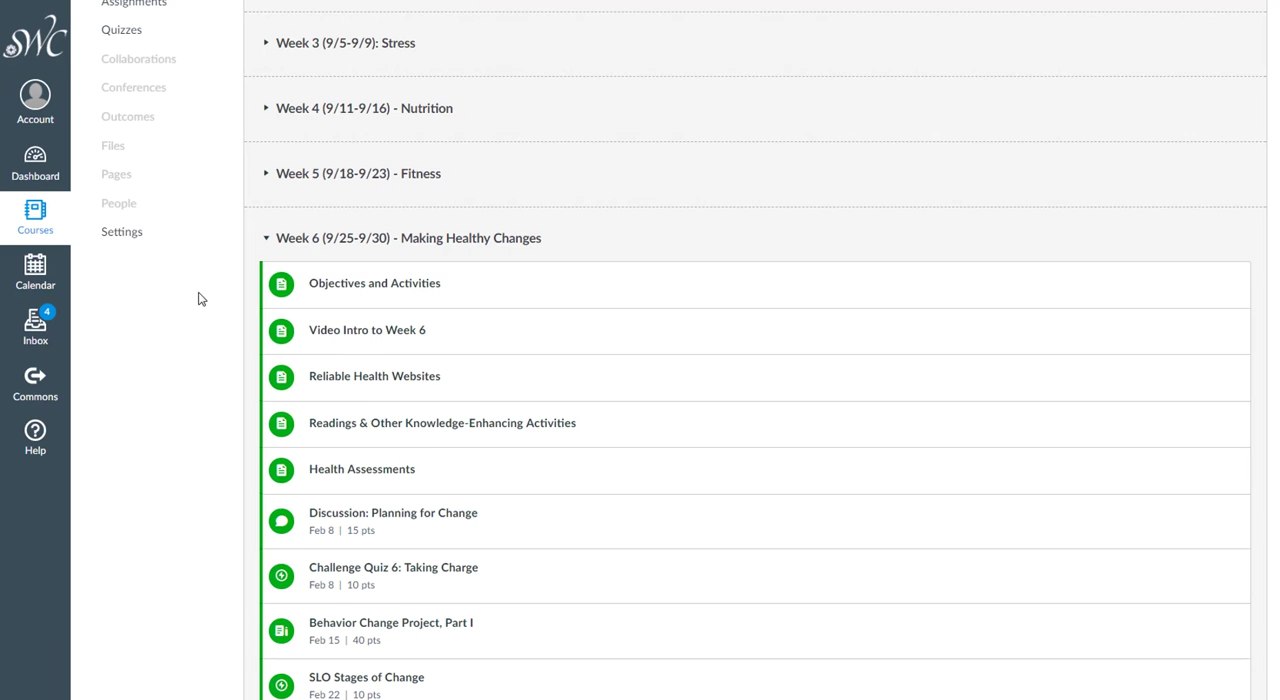 SWC
Account
Dashboard
Courses
Calendar
4
Inbox
Commons
Help
Assignments
Quizzes
Collaborations
Conferences
Outcomes
Files
Pages
People
Settings
Week 3 (9/5-9/9): Stress
Week 4 (9/11-9/16) - Nutrition
Week 5 (9/18-9/23) - Fitness
Week 6 (9/25-9/30) - Making Healthy Changes
Objectives and Activities
Video Intro to Week 6
Reliable Health Websites
Readings & Other Knowledge-Enhancing Activities
Health Assessments
Discussion: Planning for Change
Feb 8 | 15 pts
Challenge Quiz 6: Taking Charge
Feb 8 | 10 pts
Behavior Change Project, Part I
Feb 15 | 40 pts
SLO Stages of Change
Feb 22 | 10 pts